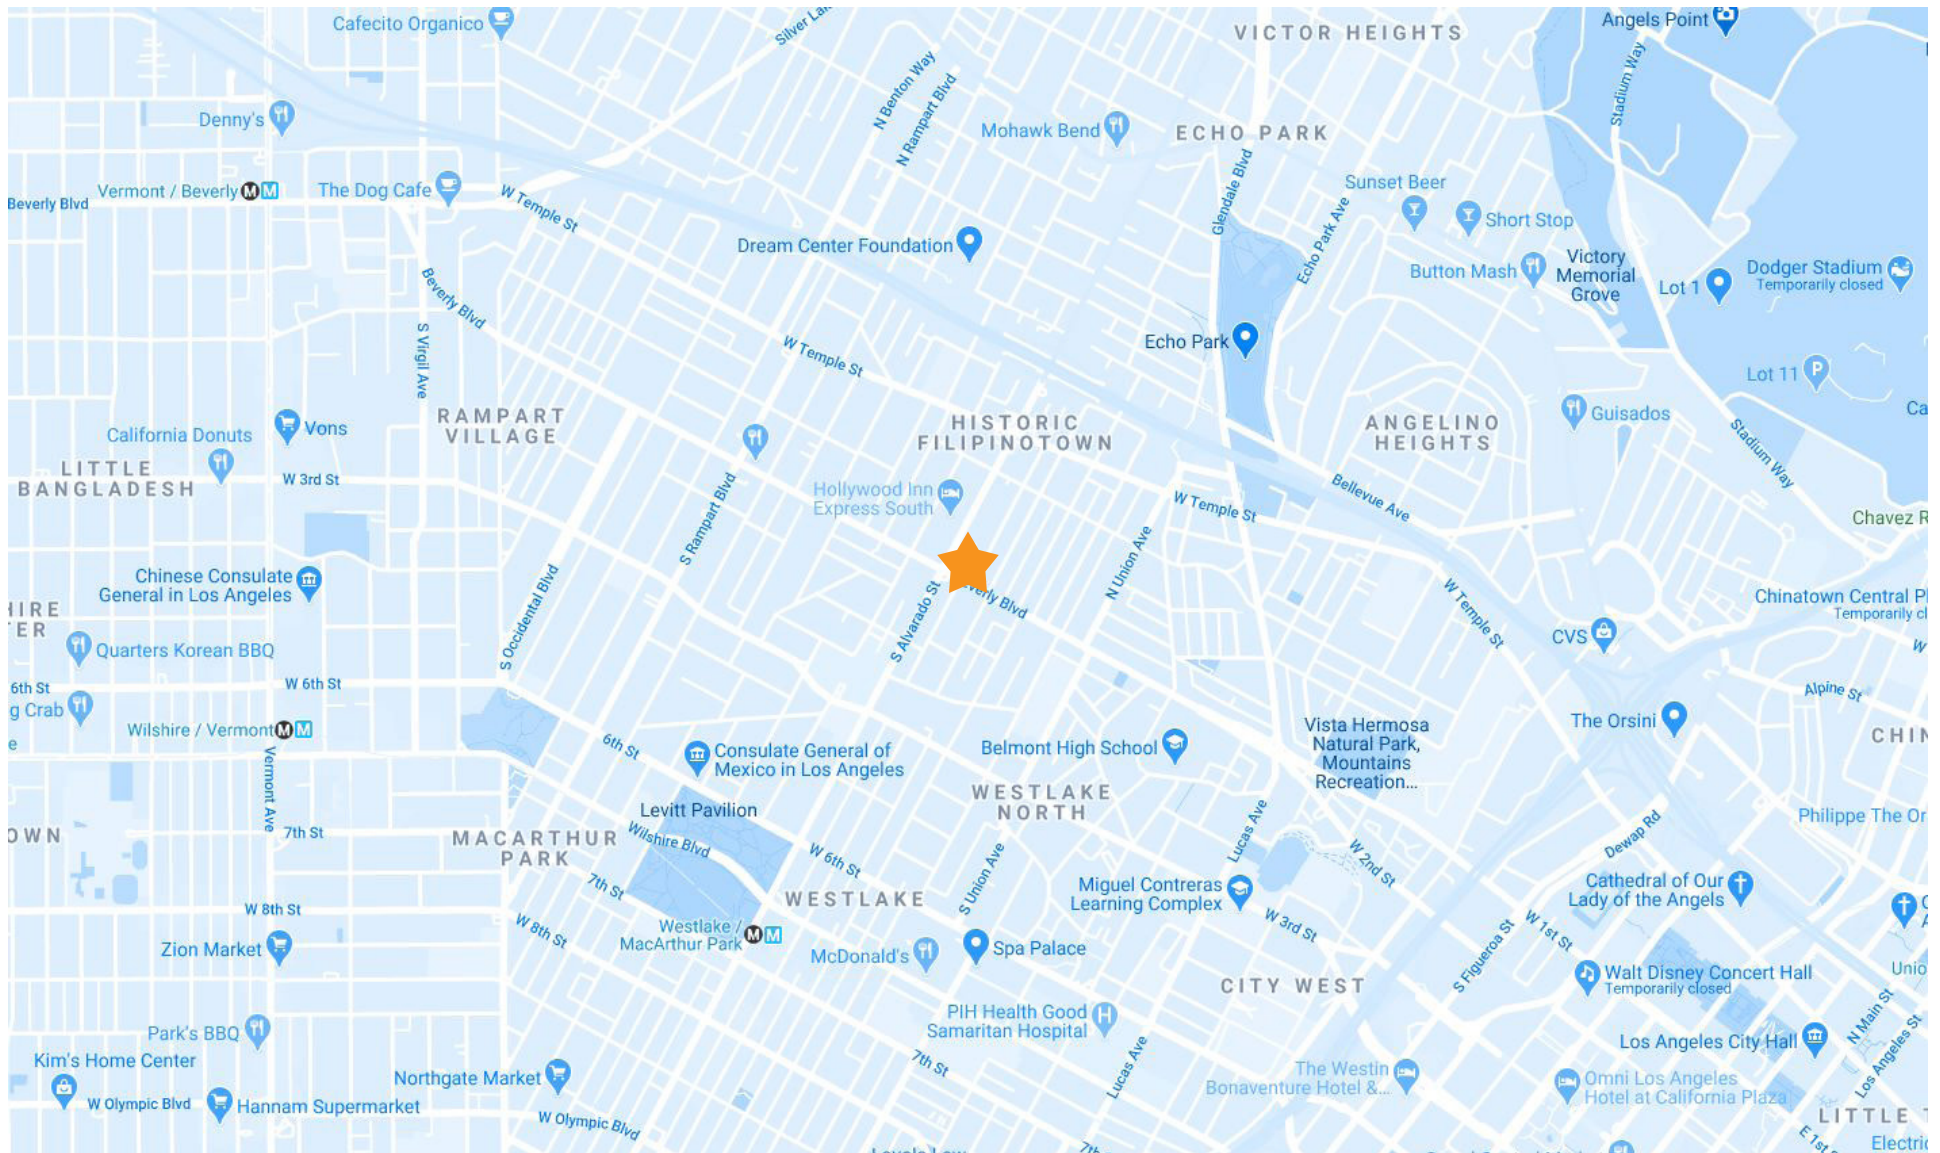 Cafecito Organico
VICTOR HEIGHTS
Angels Point
Stadium Way
N Benton Way
N Rampart Blvd
Denny's
Mohawk Bend
ECHO PARK
Vermont / Beverly M M
The Dog Cafe
Beverly Blvd
W Temple St
Glendale Blvd
Echo Park Ave
Sunset Beer
Short Stop
Dream Center Foundation
Button Mash
Victory
Memorial
Grove
Lot 1
Dodger Stadium
Temporarily closed
Beverly Blvd
S Virgil Ave
W Temple St
Echo Park
Lot 11
P
RAMPART
VILLAGE
HISTORIC
FILIPINOTOWN
ANGELINO
HEIGHTS
Guisados
Ca
California Donuts
Vons
LITTLE
BANGLADESH
W 3rd St
S Rampart Blvd
Hollywood Inn
Express South
W Temple St
Bellevue Ave
Stadium Way
Chavez R
S Occidental Blvd
S Alvarado St
erly Blvd
N Union Ave
W Temple St
Chinese Consulate
General in Los Angeles
Chinatown Central Pl
Temporarily cl
HIRE
ER
CVS
W
Quarters Korean BBQ
6th St
W 6th St
g Crab
Alpine St
Wilshire / Vermont M M
e
The Orsini
CHIN
6th St
Vista Hermosa
Natural Park,
Mountains
Recreation...
Consulate General of
Mexico in Los Angeles
Belmont High School
Vermont Ave
Levitt Pavilion
WESTLAKE
NORTH
Lucas Ave
Philippe The Or
OWN
7th St
MACARTHUR
PARK
Wilshire Blvd
W 6th St
W 2nd St
Dewap Rd
7th St
WESTLAKE
S Union Ave
Miguel Contreras
Learning Complex
Cathedral of Our
Lady of the Angels
W 8th St
W 8th St
Westlake /
MacArthur Park M M
W 3rd St
S Figueroa St
W 1st St
Zion Market
McDonald's
Spa Palace
CITY WEST
Walt Disney Concert Hall
Temporarily closed
Unio
PIH Health Good
Samaritan Hospital
H
N Main St
Los Angeles St
Park's BBQ
Los Angeles City Hall
Kim's Home Center
7th St
Lucas Ave
Northgate Market
The Westin
Bonaventure Hotel &...
Omni Los Angeles
Hotel at California Plaza
W Olympic Blvd
Hannam Supermarket
W Olympic Blvd
LITTLE
E 1st
Electri
7th